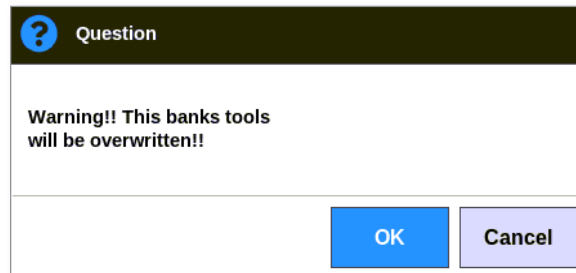 Question
Warning!! This banks tools
will be overwritten!!
OK
Cancel